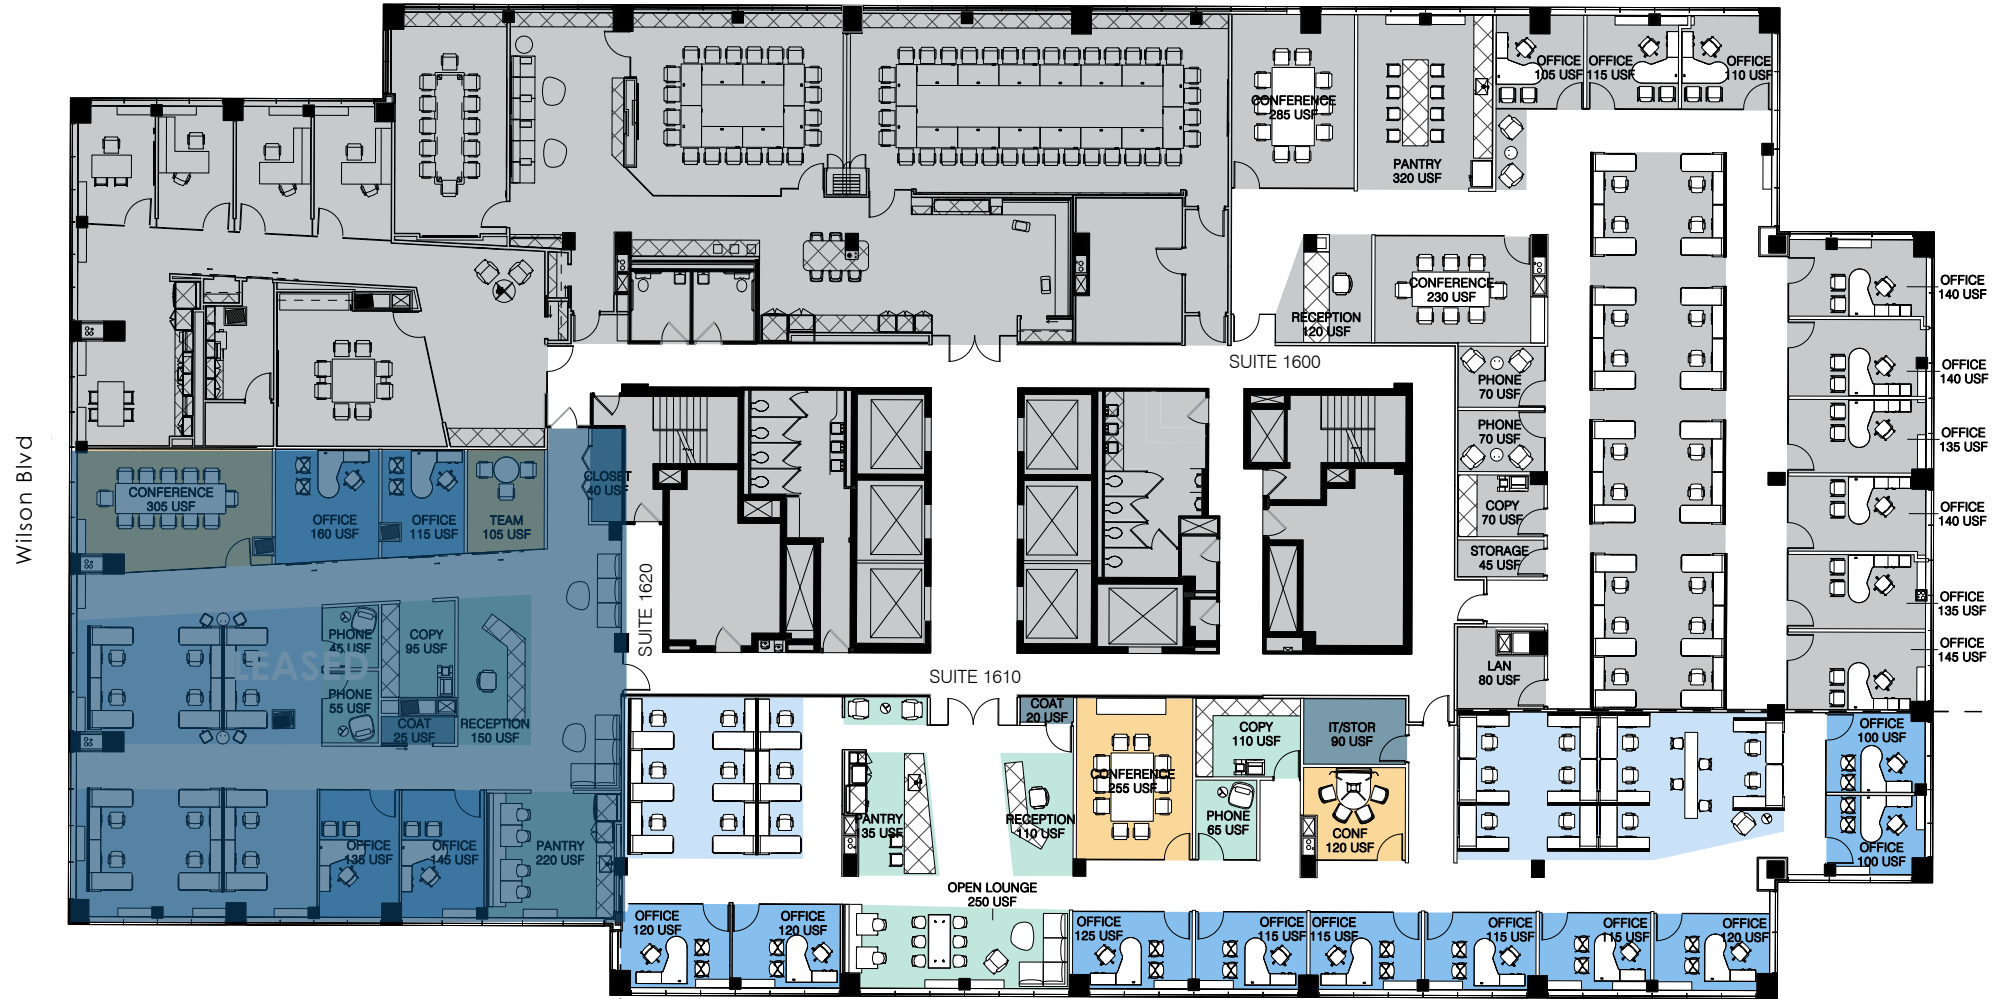 OFFICE
105 USF
OFFICE
115 USF
OFFICE
110 USF
CONFERENCE
285 USF
PANTRY
320 USF
OFFICE
140 USF
CONFERENCE
230 USF
RECEPTION
120 USF
SUITE 1600
OFFICE
140 USF
PHONE
70 USF
OFFICE
135 USF
PHONE
70 USF
Wilson Blvd
CLOSET
40 USF
CONFERENCE
305 USF
OFFICE
160 USF
OFFICE
115 USF
TEAM
105 USF
COPY
70 USF
OFFICE
140 USF
STORAGE
45 USF
SUITE 1620
OFFICE
135 USF
PHONE
45 USF
COPY
95 USF
LEASED
OFFICE
145 USF
LAN
80 USF
SUITE 1610
PHONE
55 USF
COAT
25 USF
RECEPTION
150 USF
COAT
20 USF
COPY
110 USF
IT/STOR
90 USF
OFFICE
100 USF
CONFERENCE
255 USF
PANTRY
135 USF
RECEPTION
110 USF
PHONE
65 USF
CONF
120 USF
OFFICE
135 USF
OFFICE
145 USF
PANTRY
220 USF
OFFICE
100 USF
OPEN LOUNGE
250 USF
OFFICE
120 USF
OFFICE
120 USF
OFFICE
125 USF
OFFICE
115 USF
OFFICE
115 USF
OFFICE
115 USF
OFFICE
115 USF
OFFICE
120 USF